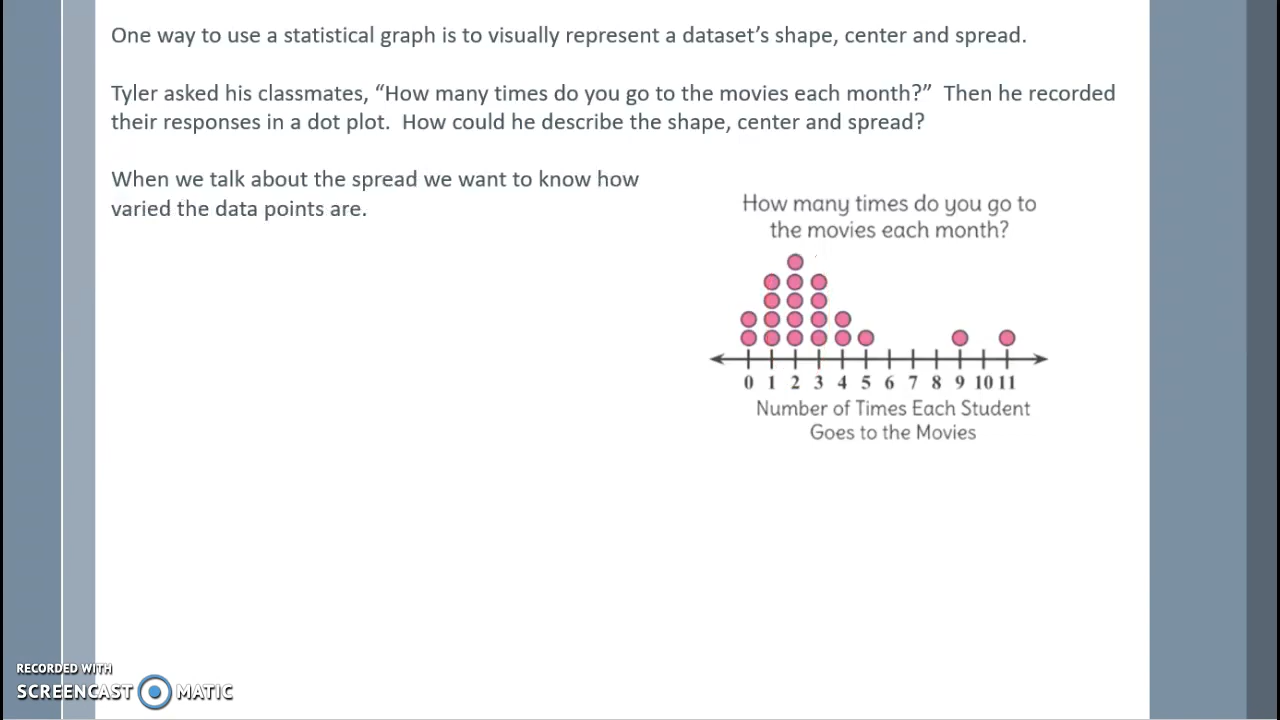 One way to use a statistical graph is to visually represent a dataset’s shape, center and spread.
Tyler asked his classmates, “How many times do you go to the movies each month?”  Then he recorded
their responses in a dot plot.  How could he describe the shape, center and spread?
When we talk about the spread we want to know how
varied the data points are.
How many times do you go to
the movies each month?
0 1 2 3 4 5 6 7 8 9 10 11
Number of Times Each Student
Goes to the Movies
RECORDED WITH
SCREENCAST MATIC